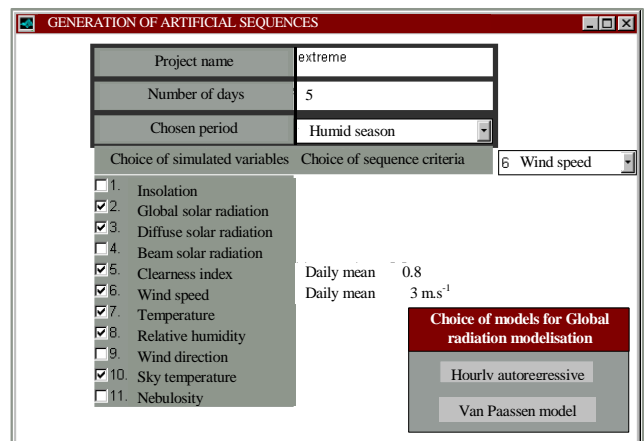 GENERATION OF ARTIFICIAL SEQUENCES
Project name extreme
Number of days 5
Chosen period Humid season
Choice of simulated variables Choice of sequence criteria 6 Wind speed
1. Insolation
2. Global solar radiation
3. Diffuse solar radiation
4. Beam solar radiation
5. Clearness index Daily mean 0.8
6. Wind speed Daily mean 3 m.s-1
7. Temperature
8. Relative humidity
9. Wind direction
10. Sky temperature
11. Nebulosity
Choice of models for Global
radiation modelisation
Hourly autoregressive
Van Paassen model